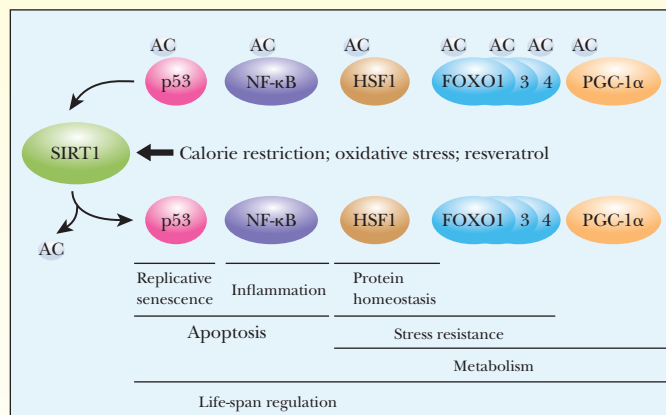 AC AC AC AC AC AC AC
p53 NF-κB HSF1 FOXO1 3 4 PGC-1α
SIRT1 Calorie restriction; oxidative stress; resveratrol
p53 NF-κB HSF1 FOXO1 3 4 PGC-1α
AC
Replicative
senescence
Inflammation
Protein
homeostasis
Apoptosis
Stress resistance
Metabolism
Life-span regulation